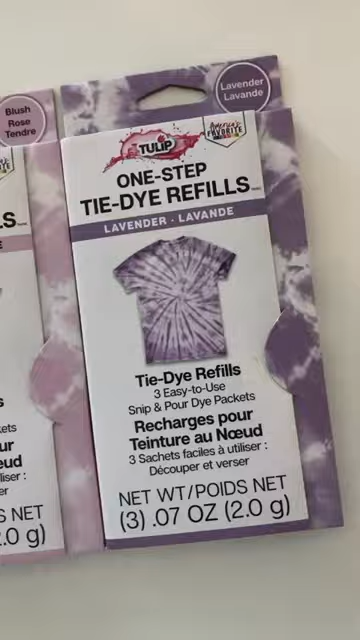 Blush
Rose
Tendre
Lavender
Lavande
America's
FAVORITE
TULIP
ONE-STEP
TIE-DYE REFILLS
LAVENDER · LAVANDE
Tie-Dye Refills
3 Easy-to-Use
Snip & Pour Dye Packets
Recharges pour
Teinture au Nœud
3 Sachets faciles à utiliser :
Découper et verser
NET WT/POIDS NET
(3) .07 OZ (2.0 g)